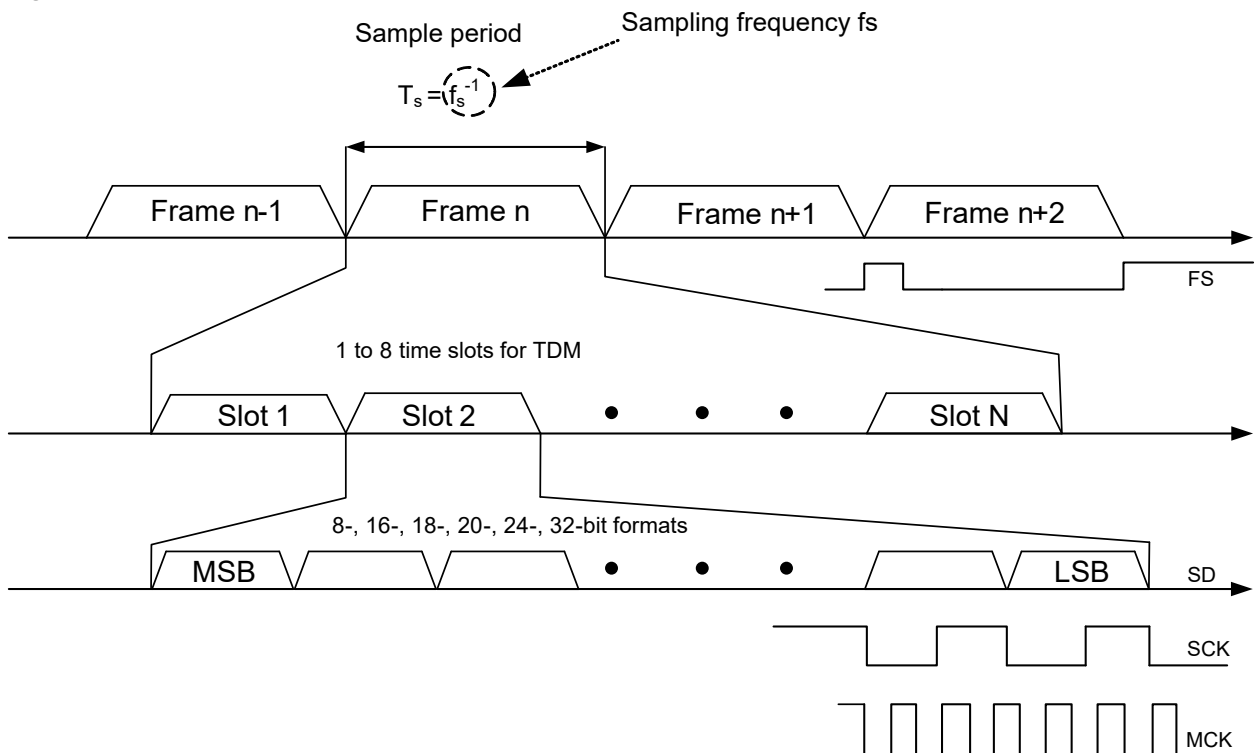 Sample period
Sampling frequency fs
Tₛ = fₛ⁻¹
Frame n-1
Frame n
Frame n+1
Frame n+2
FS
1 to 8 time slots for TDM
Slot 1
Slot 2
Slot N
8-, 16-, 18-, 20-, 24-, 32-bit formats
MSB
LSB
SD
SCK
MCK